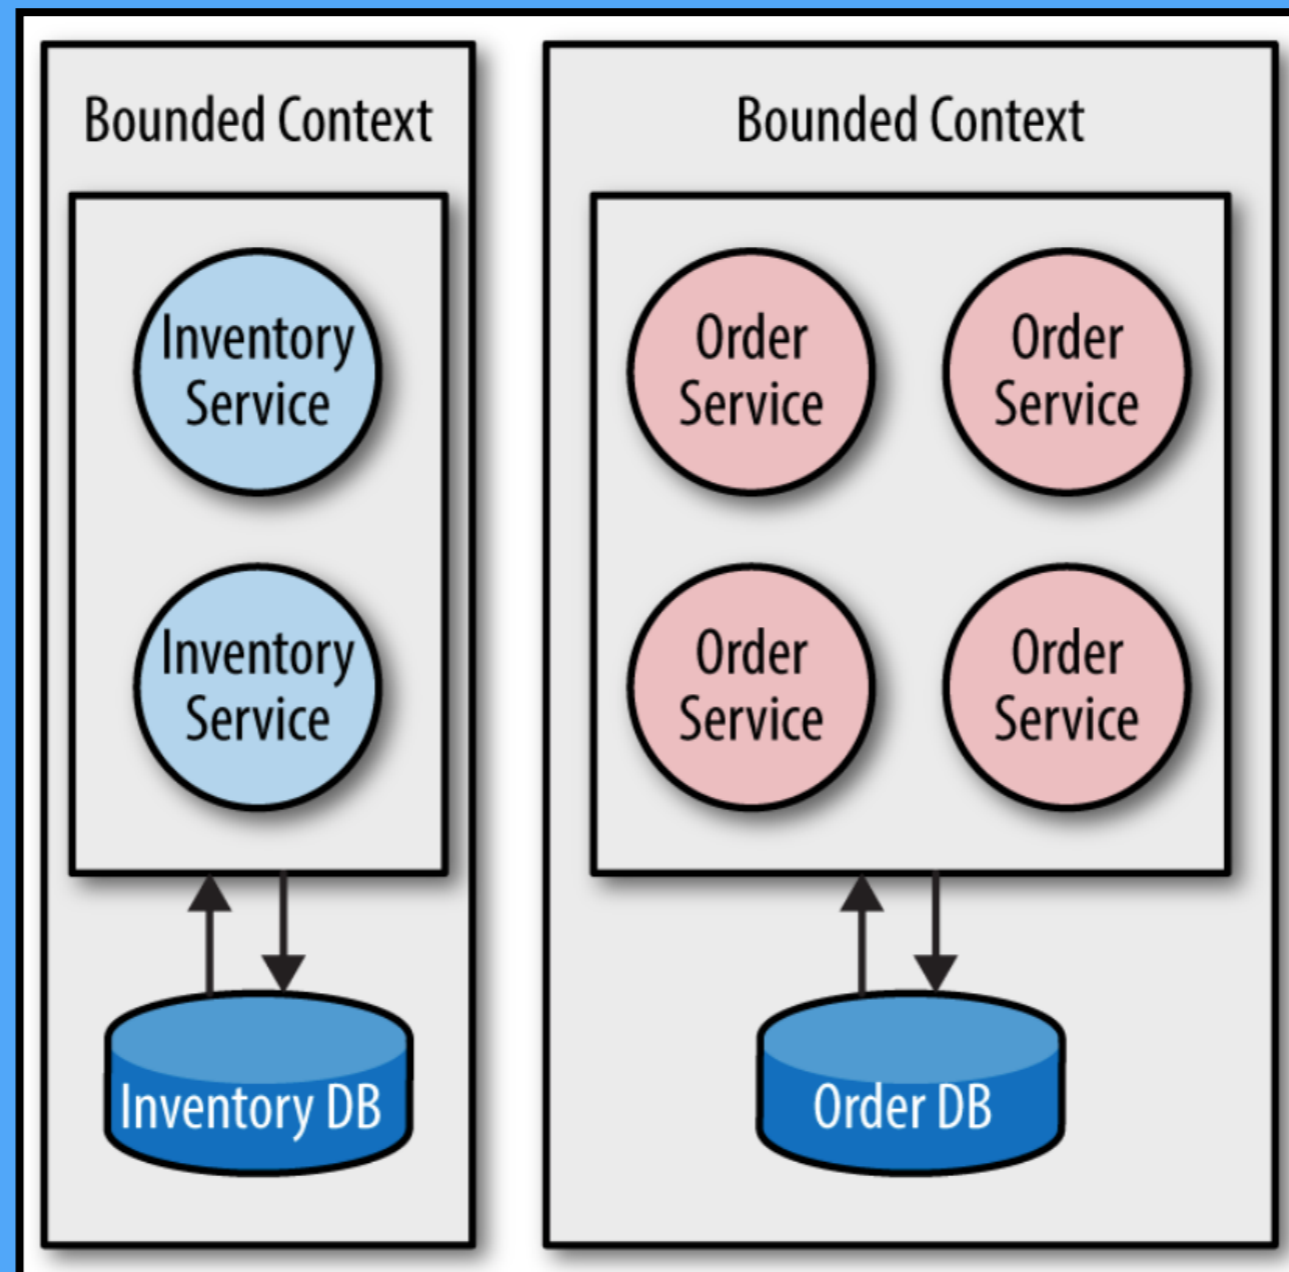 Bounded Context
Inventory
Service
Inventory
Service
Inventory DB
Bounded Context
Order
Service
Order
Service
Order
Service
Order
Service
Order DB